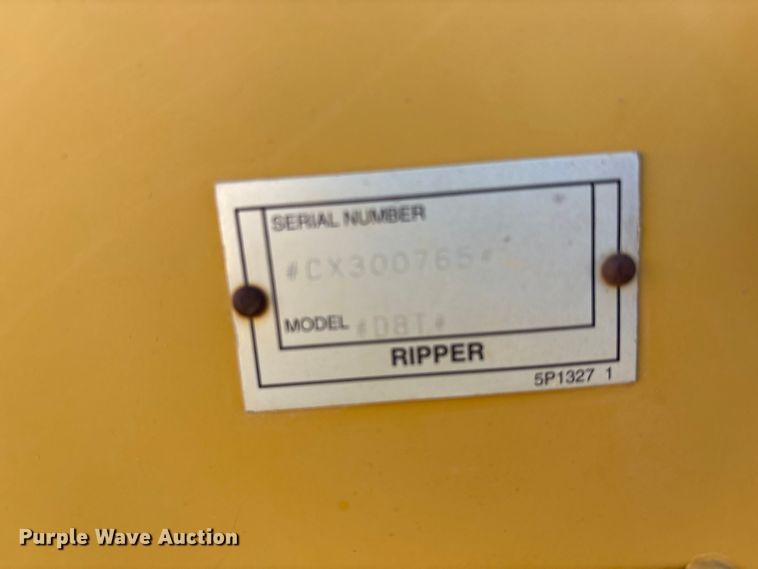 SERIAL NUMBER
#CX300765#
MODEL #D8T#
RIPPER
5P1327 1
Purple Wave Auction